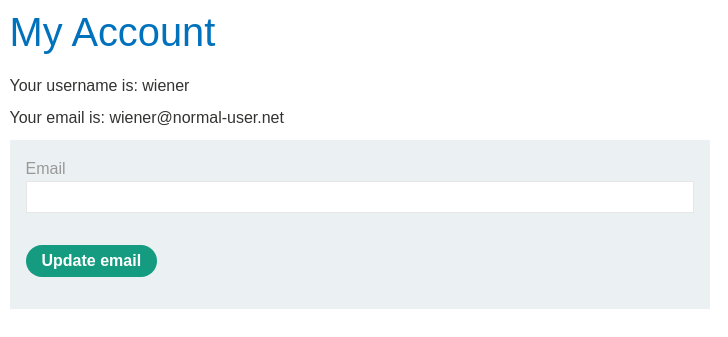 My Account
Your username is: wiener
Your email is: wiener@normal-user.net
Email
Update email